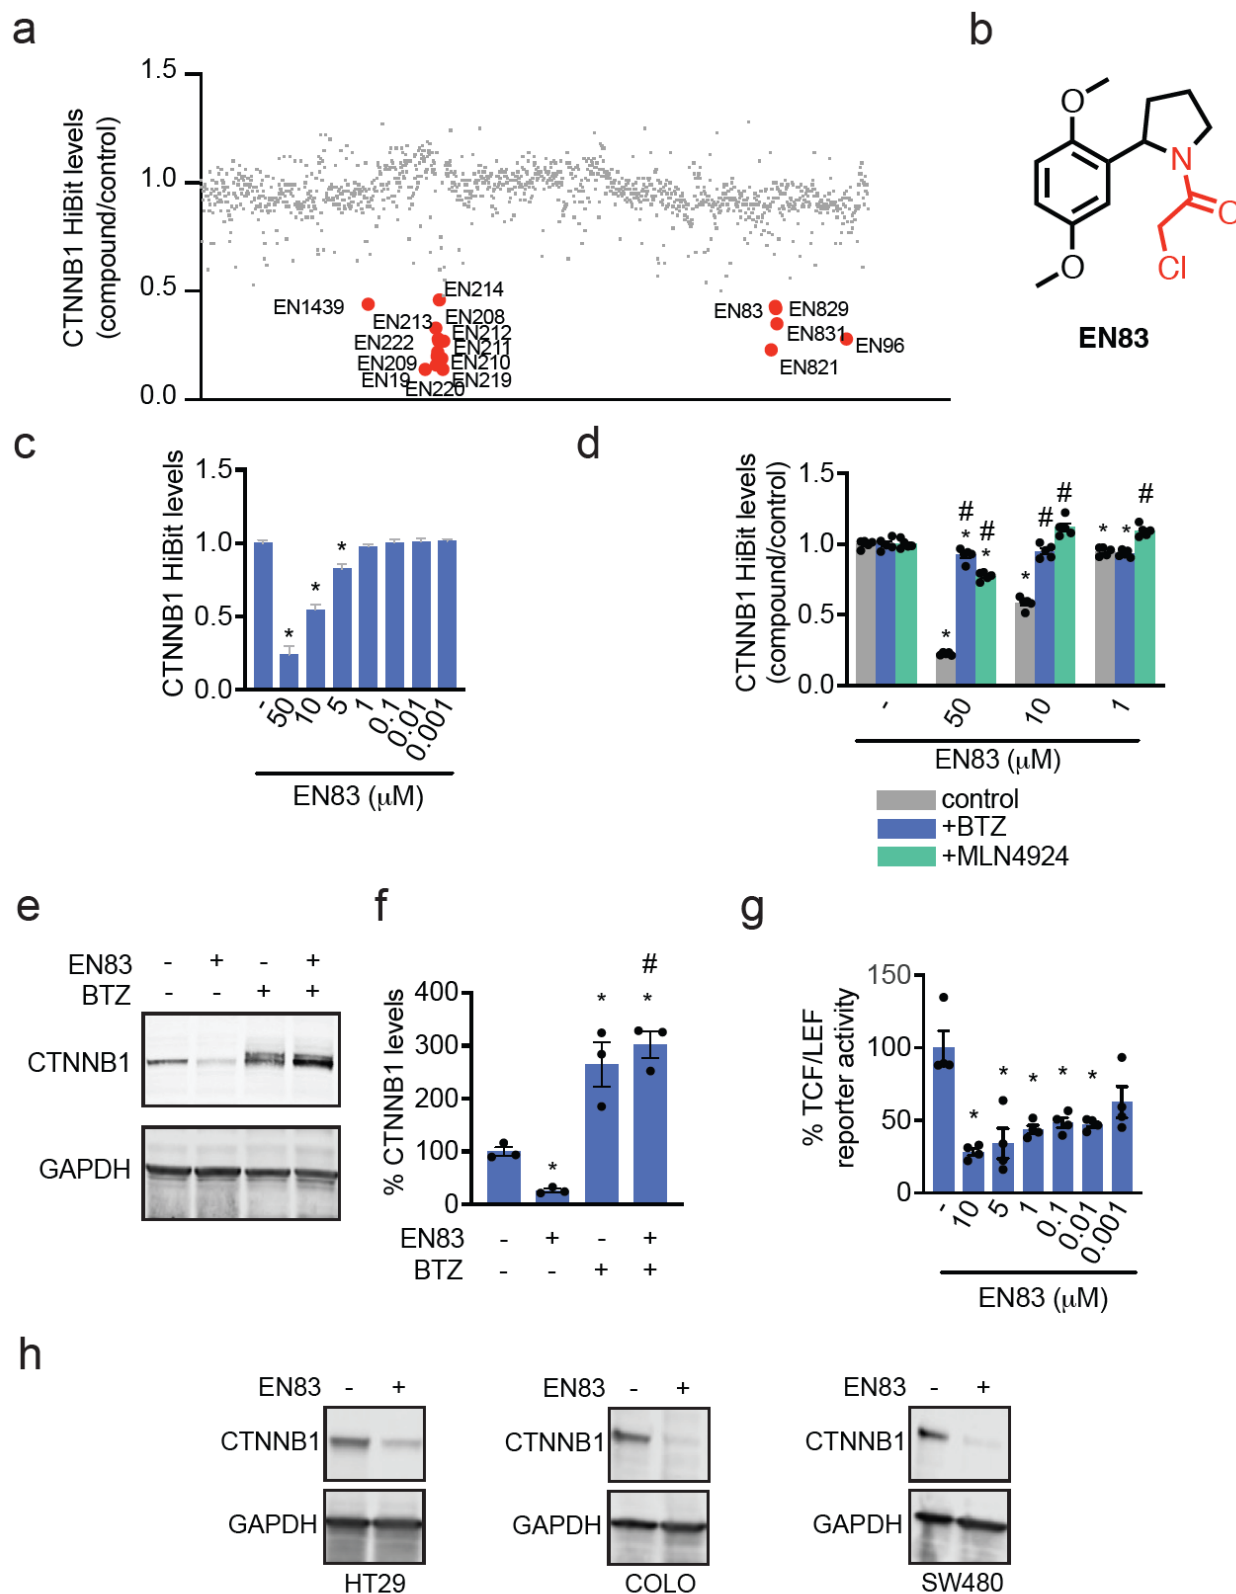 a
CTNNB1 HiBit levels
(compound/control)
1.5
1.0
0.5
0.0
EN1439
EN214
EN213
EN208
EN222
EN212
EN211
EN209
EN210
EN19
EN219
EN220
EN83
EN829
EN831
EN96
EN821
b
O
N
O
O
Cl
EN83
c
CTNNB1 HiBit levels
1.5
1.0
0.5
0.0
* * *
- 50 10 5 1 0.1 0.01 0.001
EN83 (μM)
d
CTNNB1 HiBit levels
(compound/control)
1.5
1.0
0.5
0.0
* # * # * * # # * * #
- 50 10 1
EN83 (μM)
control
+BTZ
+MLN4924
e
EN83 - + - +
BTZ - - + +
CTNNB1
GAPDH
f
% CTNNB1 levels
400
300
200
100
0
* * # *
EN83 - + - +
BTZ - - + +
g
% TCF/LEF
reporter activity
150
100
50
0
* * * * *
- 10 5 1 0.1 0.01 0.001
EN83 (μM)
h
EN83 - +
CTNNB1
GAPDH
HT29
EN83 - +
CTNNB1
GAPDH
COLO
EN83 - +
CTNNB1
GAPDH
SW480